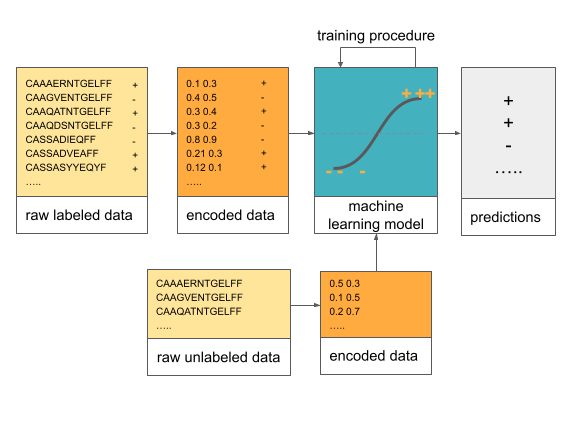 training procedure
CAAAERNTGELFF +
CAAGVENTGELFF -
CAAQATNTGELFF +
CAAQDSNTGELFF -
CASSADIEQFF -
CASSADVEAFF +
CASSASYYEQYF +
…..
raw labeled data
0.1 0.3 +
0.4 0.5 -
0.3 0.4 +
0.3 0.2 -
0.8 0.9 -
0.21 0.3 +
0.12 0.1 +
…..
encoded data
+ ++
- - -
machine
learning model
+
+
-
…..
predictions
CAAAERNTGELFF
CAAGVENTGELFF
CAAQATNTGELFF
…..
raw unlabeled data
0.5 0.3
0.1 0.5
0.2 0.7
…..
encoded data